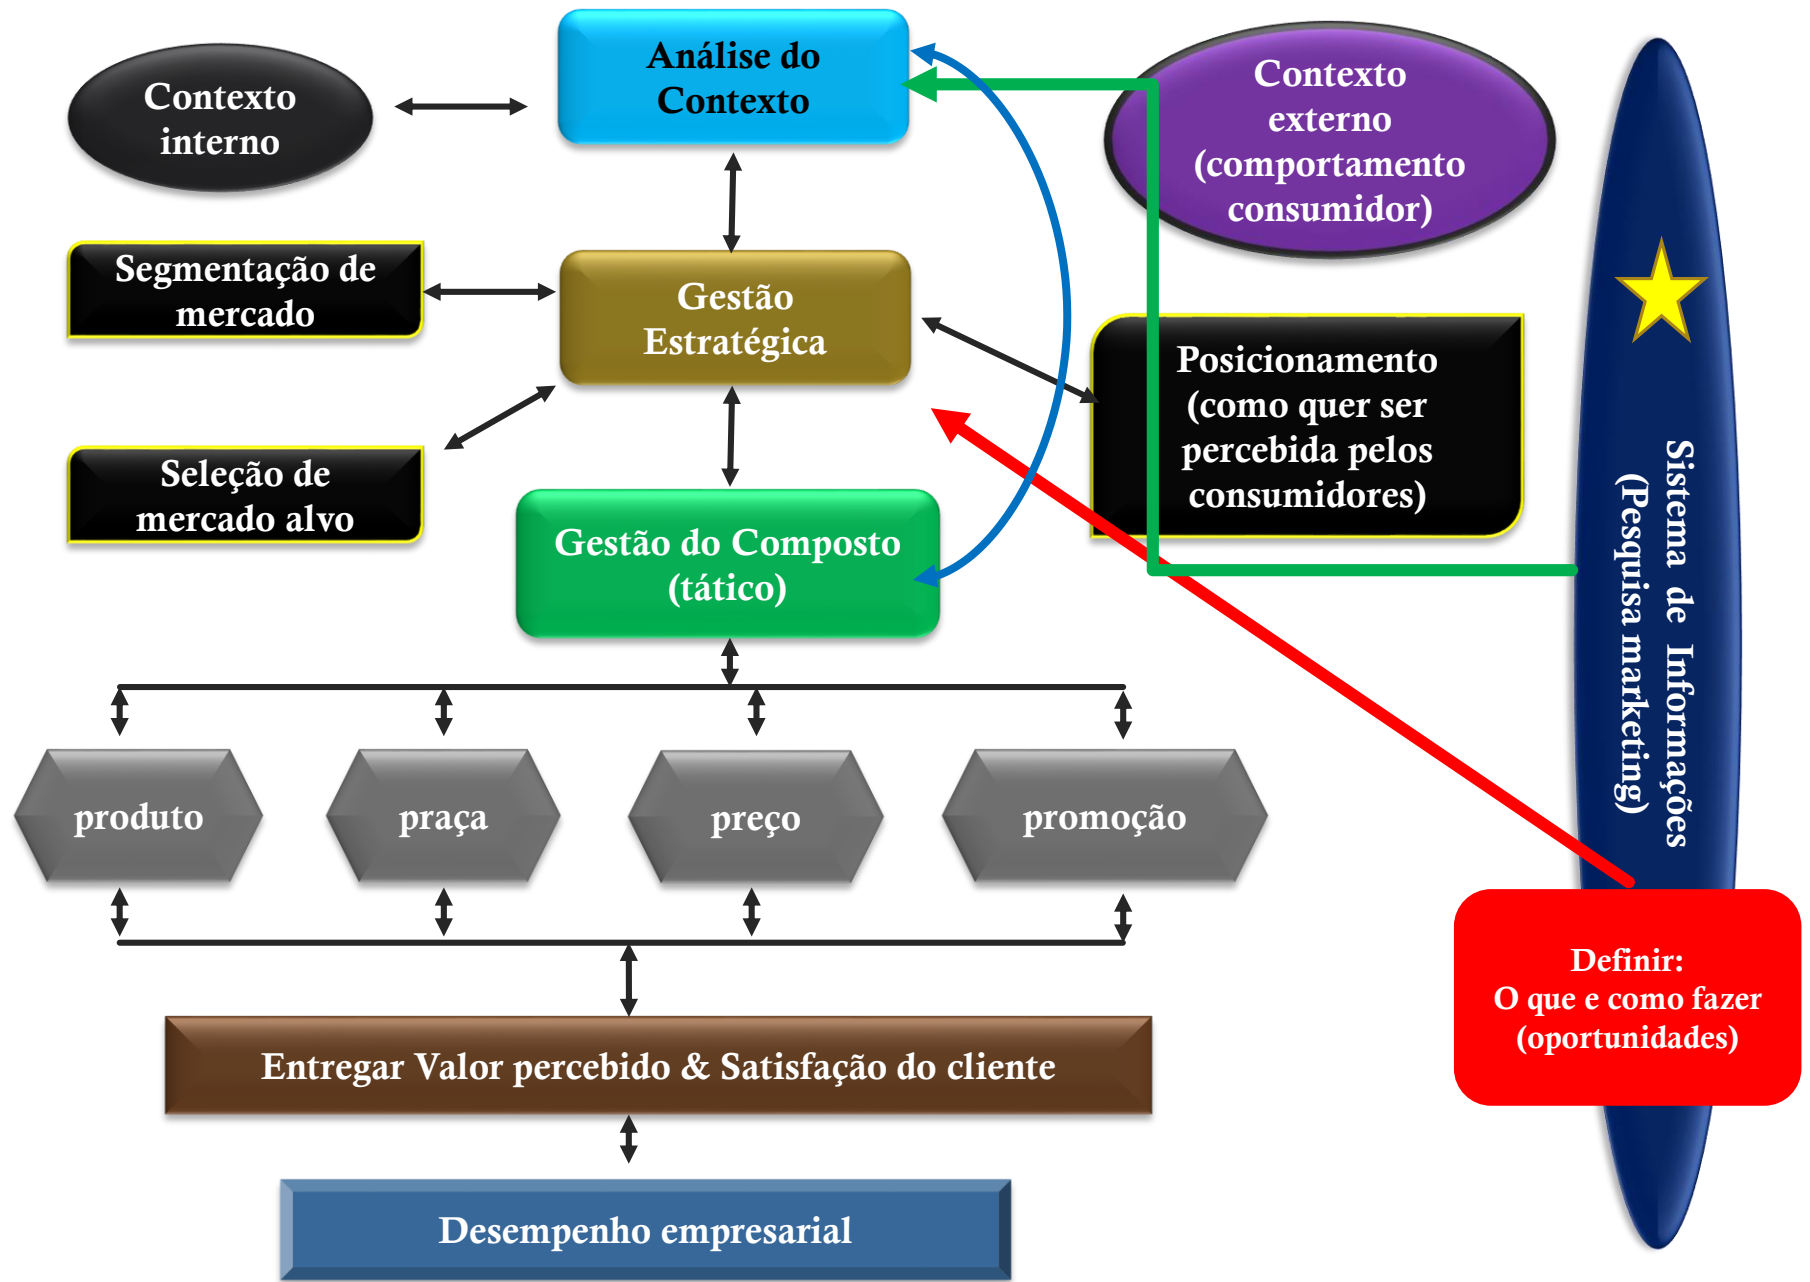 Análise do
Contexto
Contexto
interno
Contexto
externo
(comportamento
consumidor)
Segmentação de
mercado
Gestão
Estratégica
Posicionamento
(como quer ser
percebida pelos
consumidores)
Seleção de
mercado alvo
Gestão do Composto
(tático)
Sistema de Informações
(Pesquisa marketing)
produto
praça
preço
promoção
Definir:
O que e como fazer
(oportunidades)
Entregar Valor percebido & Satisfação do cliente
Desempenho empresarial